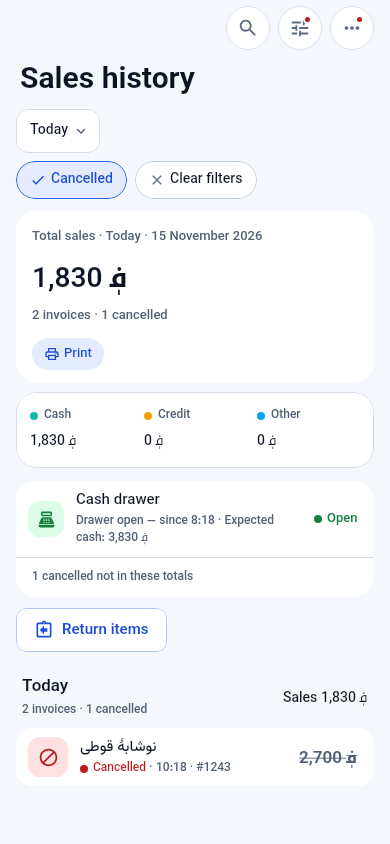 Sales history
Today
Cancelled
Clear filters
Total sales · Today · 15 November 2026
1,830 ؋
2 invoices · 1 cancelled
Print
Cash
Credit
Other
1,830 ؋
0 ؋
0 ؋
Cash drawer
Drawer open — since 8:18 · Expected
cash: 3,830 ؋
Open
1 cancelled not in these totals
Return items
Today
Sales 1,830 ؋
2 invoices · 1 cancelled
نوشابهٔ قوطی
Cancelled · 10:18 · #1243
2,700 ؋